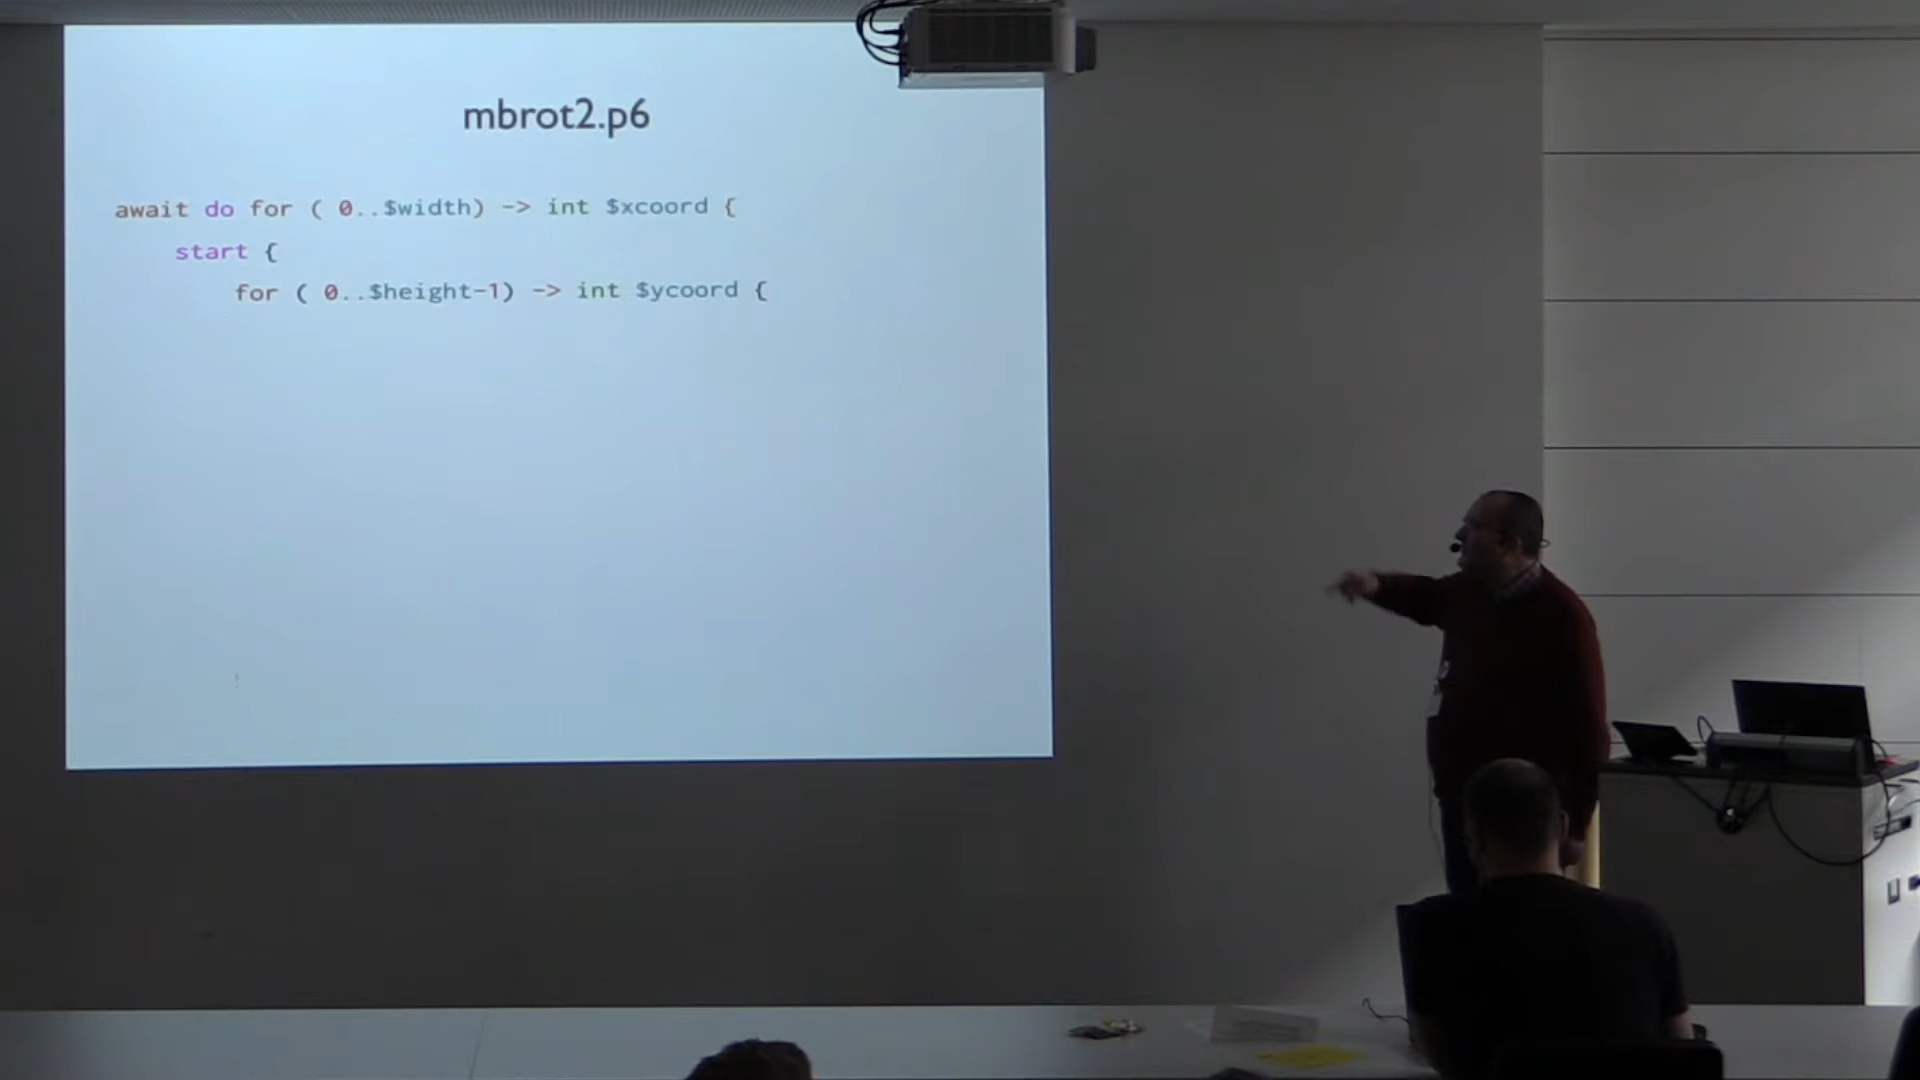 mbrot2.p6
await do for ( 0..$width) -> int $xcoord {
start {
for ( 0..$height-1) -> int $ycoord {